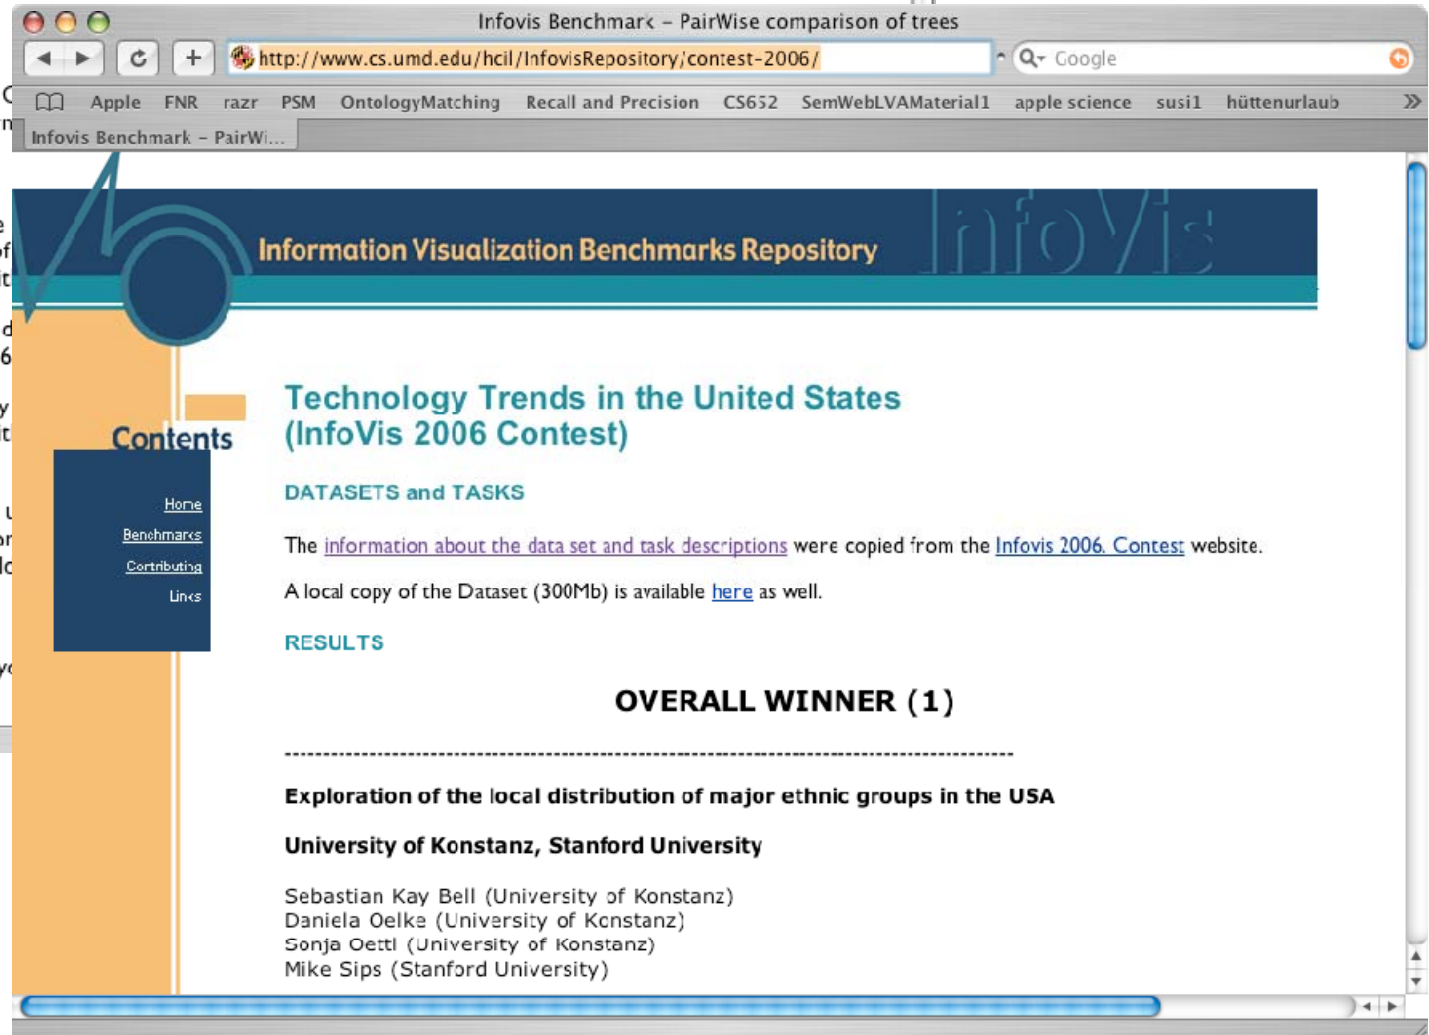 Infovis Benchmark – PairWise comparison of trees
http://www.cs.umd.edu/hcil/InfovisRepository/contest-2006/
Google
Apple FNR razr PSM OntologyMatching Recall and Precision CS652 SemWebLVAMaterial1 apple science susi1 hüttenurlaub
Infovis Benchmark – PairWi...
Information Visualization Benchmarks Repository
InfoVis
Technology Trends in the United States
(InfoVis 2006 Contest)
Contents
Home
Benchmarks
Contributing
Links
DATASETS and TASKS
The information about the data set and task descriptions were copied from the Infovis 2006. Contest website.
A local copy of the Dataset (300Mb) is available here as well.
RESULTS
OVERALL WINNER (1)
Exploration of the local distribution of major ethnic groups in the USA
University of Konstanz, Stanford University
Sebastian Kay Bell (University of Konstanz)
Daniela Oelke (University of Konstanz)
Sonja Oettl (University of Konstanz)
Mike Sips (Stanford University)